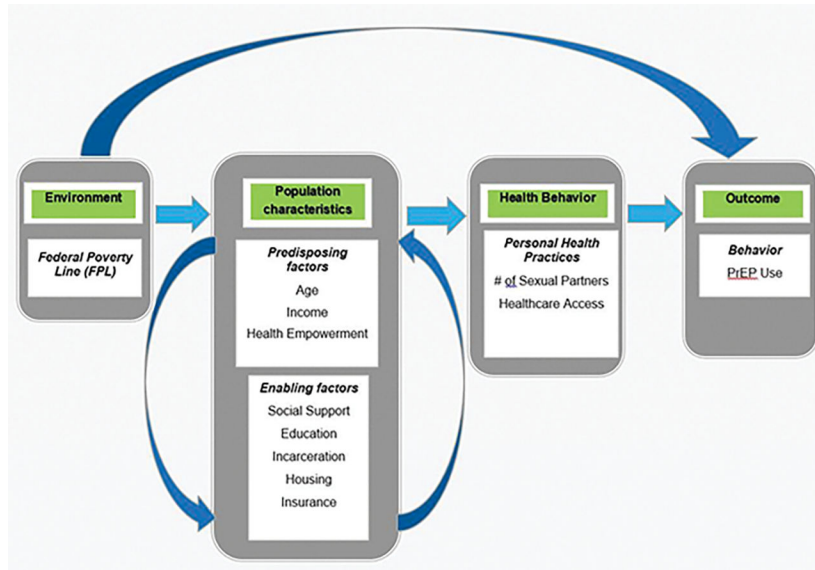 Environment
Federal Poverty
Line (FPL)
Population
characteristics
Predisposing
factors
Age
Income
Health Empowerment
Enabling factors
Social Support
Education
Incarceration
Housing
Insurance
Health Behavior
Personal Health
Practices
# of Sexual Partners
Healthcare Access
Outcome
Behavior
PrEP Use